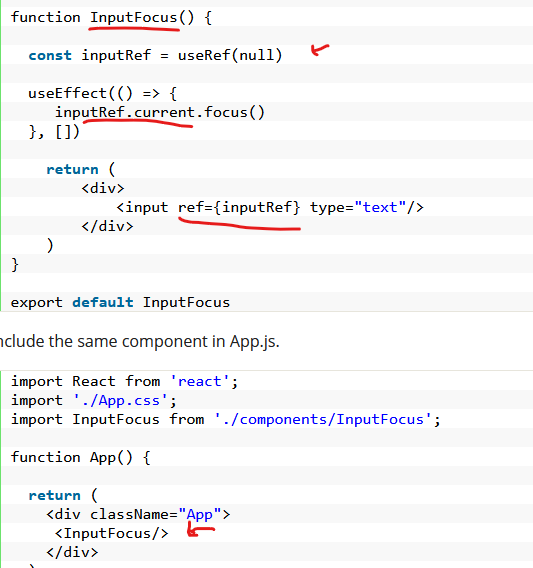 function InputFocus() {
const inputRef = useRef(null)
useEffect(() => {
inputRef.current.focus()
}, [])
return (
<div>
<input ref={inputRef} type="text"/>
</div>
)
}
export default InputFocus
nclude the same component in App.js.
import React from 'react';
import './App.css';
import InputFocus from './components/InputFocus';
function App() {
return (
<div className="App">
<InputFocus/>
</div>